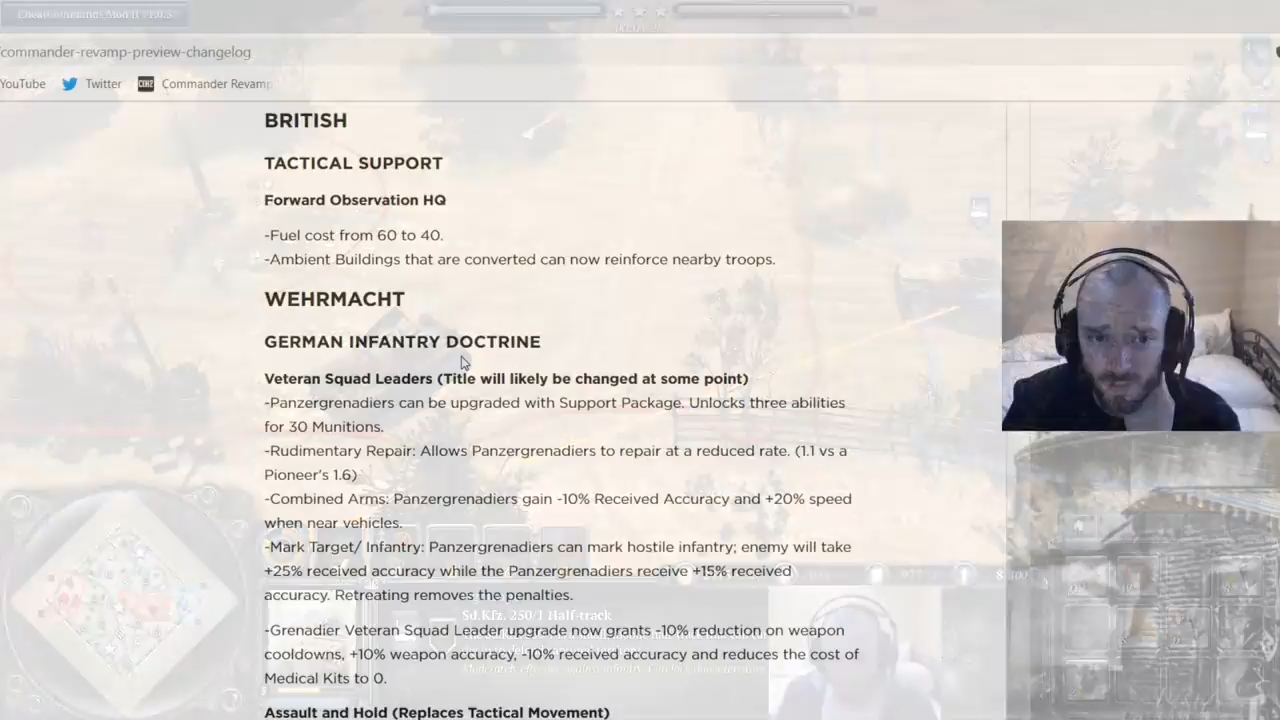 CheatCommands Mod II
/commander-revamp-preview-changelog
YouTube Twitter Commander Revamp
BRITISH
TACTICAL SUPPORT
Forward Observation HQ
-Fuel cost from 60 to 40.
-Ambient Buildings that are converted can now reinforce nearby troops.
WEHRMACHT
GERMAN INFANTRY DOCTRINE
Veteran Squad Leaders (Title will likely be changed at some point)
-Panzergrenadiers can be upgraded with Support Package. Unlocks three abilities
for 30 Munitions.
-Rudimentary Repair: Allows Panzergrenadiers to repair at a reduced rate. (1.1 vs a
Pioneer's 1.6)
-Combined Arms: Panzergrenadiers gain -10% Received Accuracy and +20% speed
when near vehicles.
-Mark Target/ Infantry: Panzergrenadiers can mark hostile infantry; enemy will take
+25% received accuracy while the Panzergrenadiers receive +15% received
accuracy. Retreating removes the penalties.
Sd.Kfz. 250/1 Half-track
-Grenadier Veteran Squad Leader upgrade now grants -10% reduction on weapon
cooldowns, +10% weapon accuracy, -10% received accuracy and reduces the cost of
Medical Kits to 0.
Assault and Hold (Replaces Tactical Movement)